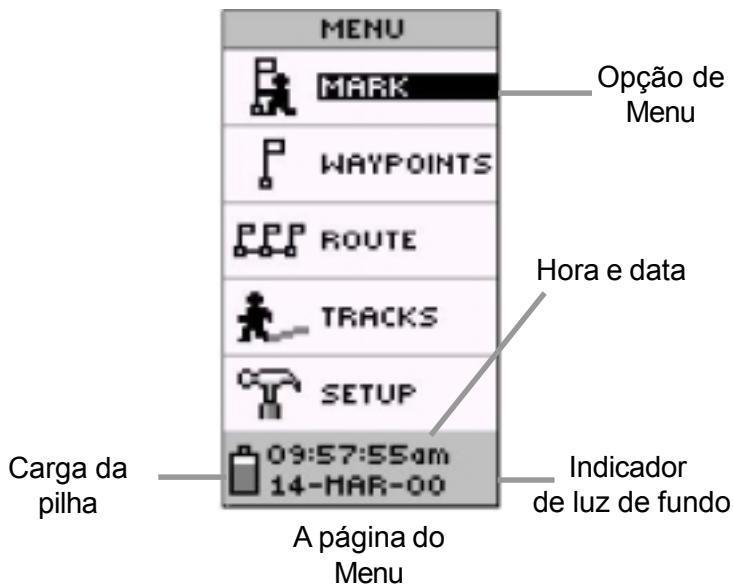 MENU
MARK
WAYPOINTS
ROUTE
TRACKS
SETUP
09:57:55am
14-MAR-00
Opção de
Menu
Hora e data
Carga da
pilha
Indicador
de luz de fundo
A página do
Menu